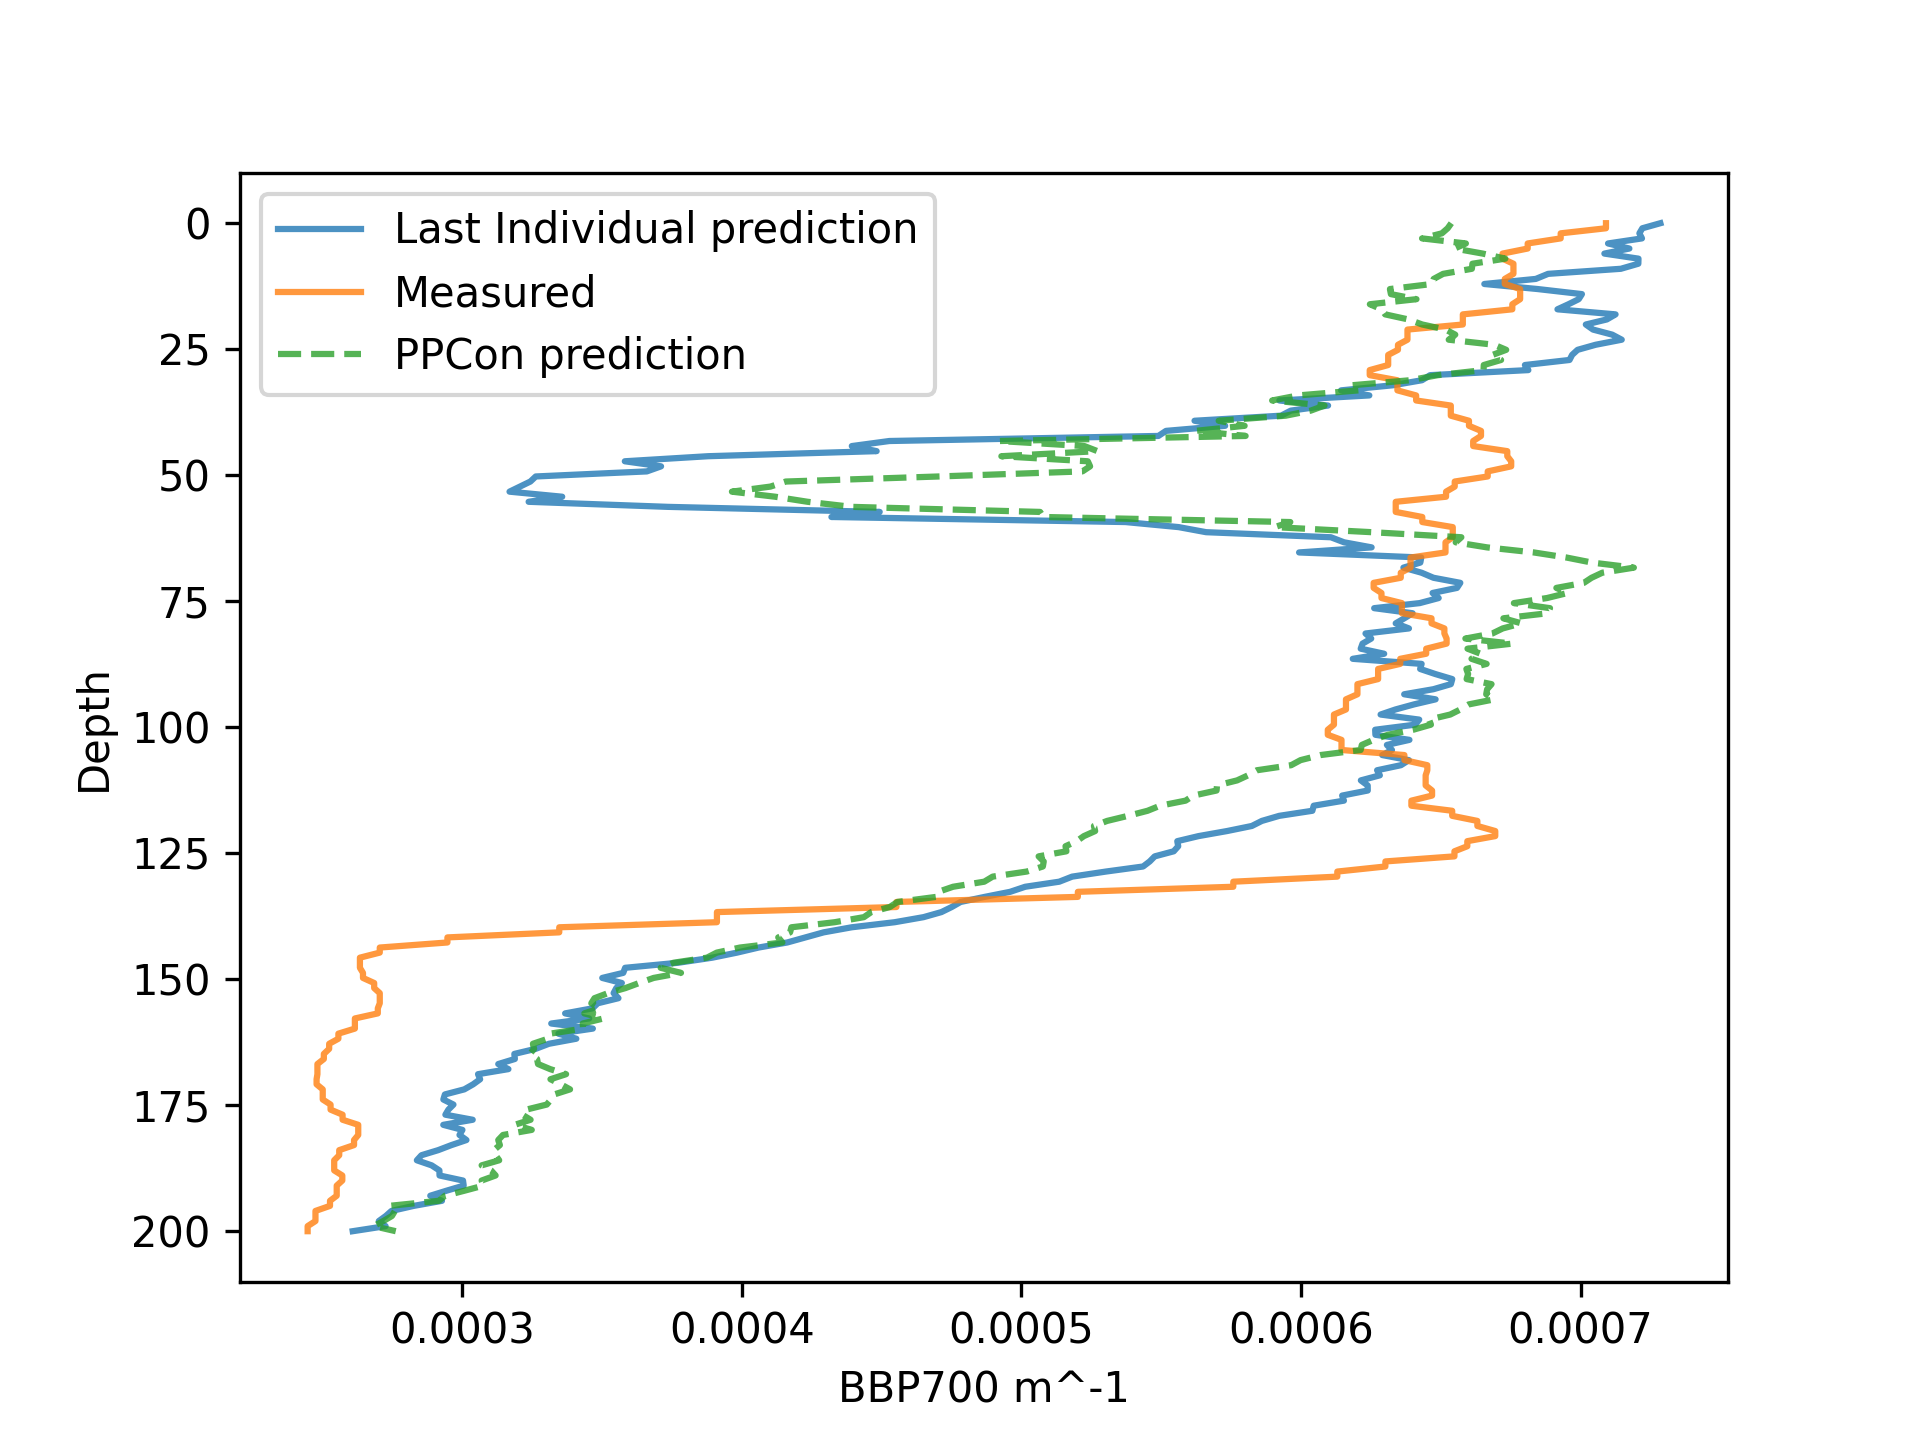 Last Individual prediction
Measured
PPCon prediction
0
25
50
75
100
125
150
175
200
Depth
0.0003 0.0004 0.0005 0.0006 0.0007
BBP700 m^-1